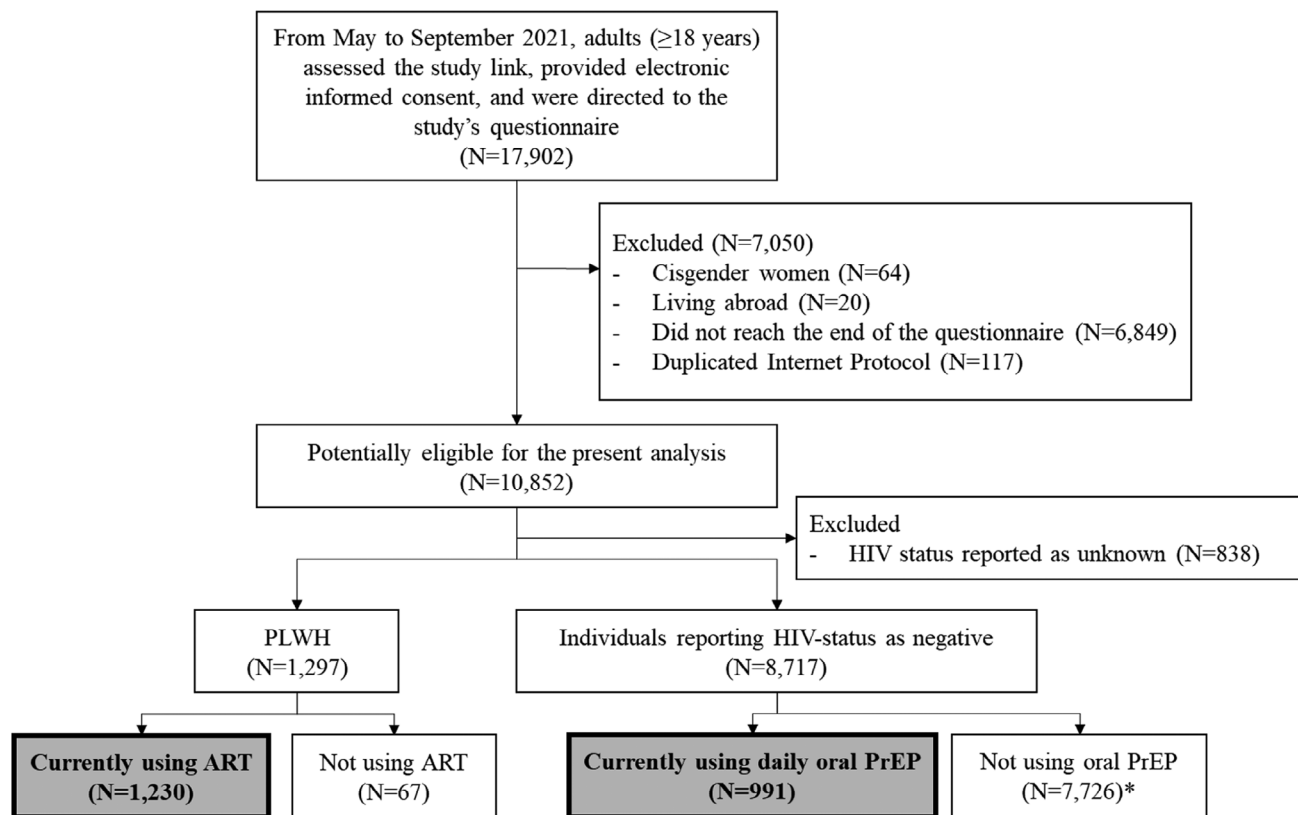 From May to September 2021, adults (≥18 years)
assessed the study link, provided electronic
informed consent, and were directed to the
study's questionnaire
(N=17,902)
Excluded (N=7,050)
- Cisgender women (N=64)
- Living abroad (N=20)
- Did not reach the end of the questionnaire (N=6,849)
- Duplicated Internet Protocol (N=117)
Potentially eligible for the present analysis
(N=10,852)
Excluded
- HIV status reported as unknown (N=838)
PLWH
(N=1,297)
Individuals reporting HIV-status as negative
(N=8,717)
Currently using ART
(N=1,230)
Not using ART
(N=67)
Currently using daily oral PrEP
(N=991)
Not using oral PrEP
(N=7,726)*